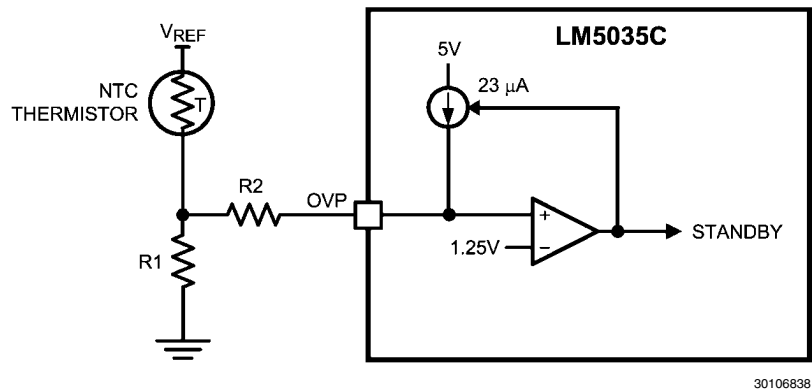 LM5035C
VREF
5V
NTC
THERMISTOR
T
23 μA
R2
OVP
R1
+
1.25V
−
STANDBY
30106838